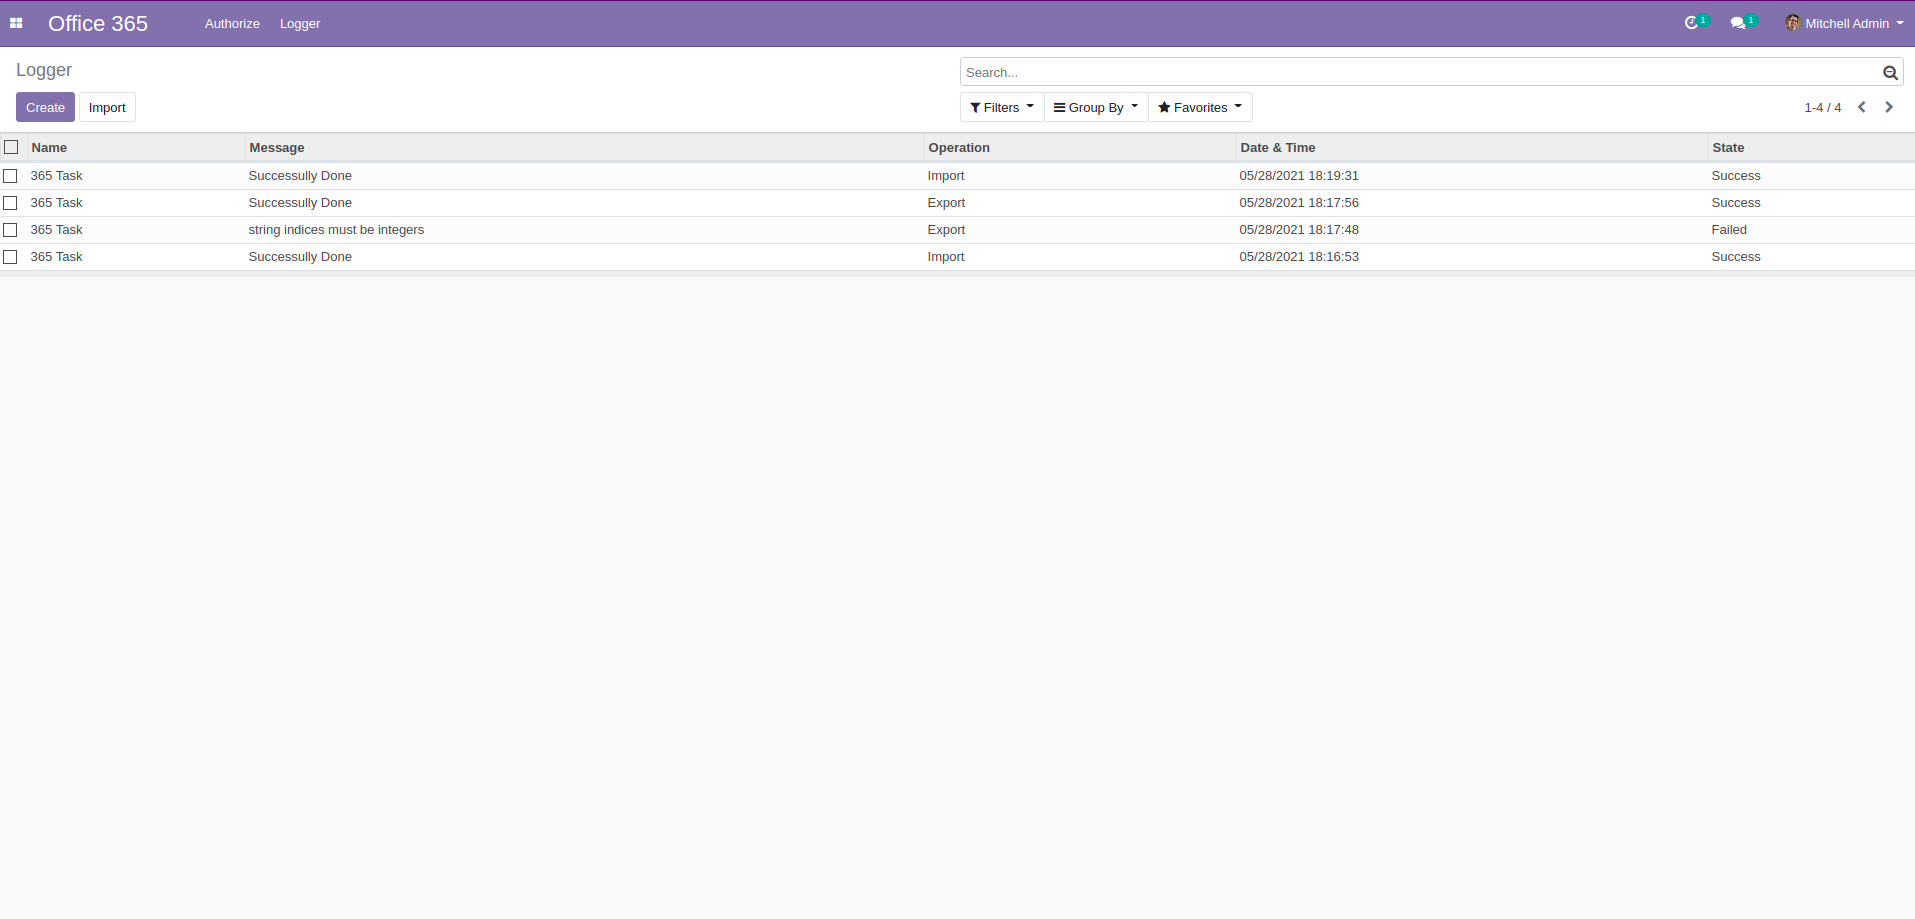 Office 365 Authorize Logger 1 1 Mitchell Admin
Logger
Search...
Create Import Filters Group By Favorites 1-4 / 4
Name Message Operation Date & Time State
365 Task Successully Done Import 05/28/2021 18:19:31 Success
365 Task Successully Done Export 05/28/2021 18:17:56 Success
365 Task string indices must be integers Export 05/28/2021 18:17:48 Failed
365 Task Successully Done Import 05/28/2021 18:16:53 Success